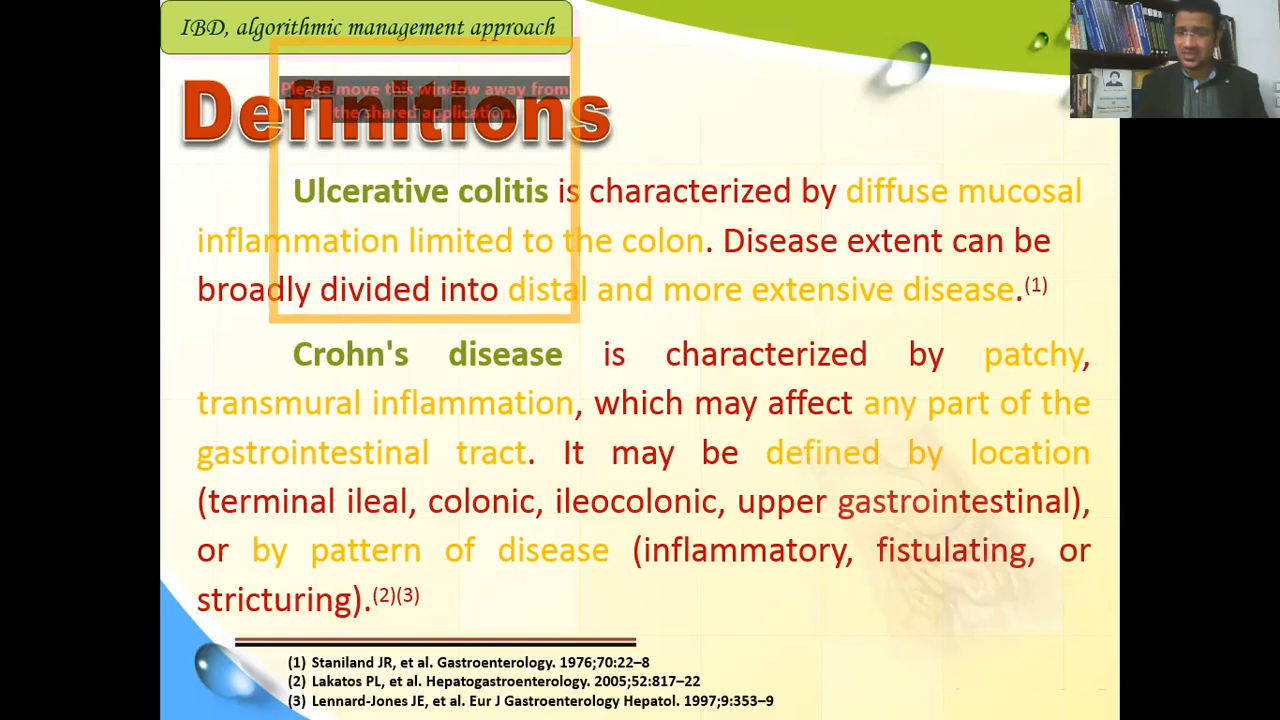 IBD, algorithmic management approach
Definitions
Please move this window away from
the shared application.
Ulcerative colitis is characterized by diffuse mucosal
inflammation limited to the colon. Disease extent can be
broadly divided into distal and more extensive disease.(1)
Crohn's disease is characterized by patchy,
transmural inflammation, which may affect any part of the
gastrointestinal tract. It may be defined by location
(terminal ileal, colonic, ileocolonic, upper gastrointestinal),
or by pattern of disease (inflammatory, fistulating, or
stricturing).(2)(3)
(1) Staniland JR, et al. Gastroenterology. 1976;70:22–8
(2) Lakatos PL, et al. Hepatogastroenterology. 2005;52:817–22
(3) Lennard-Jones JE, et al. Eur J Gastroenterology Hepatol. 1997;9:353–9